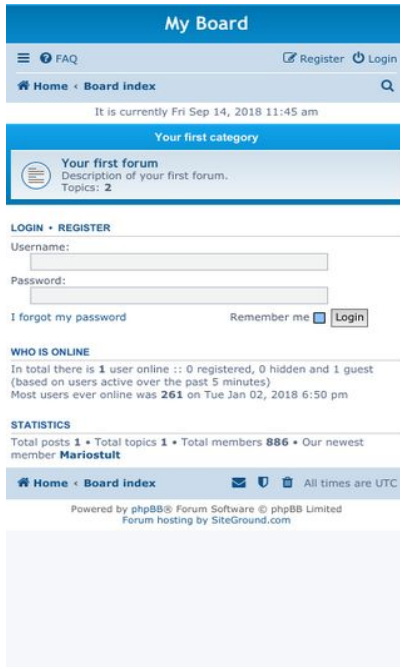 My Board
FAQ Register Login
Home ‹ Board index
It is currently Fri Sep 14, 2018 11:45 am
Your first category
Your first forum
Description of your first forum.
Topics: 2
LOGIN • REGISTER
Username:
Password:
I forgot my password Remember me Login
WHO IS ONLINE
In total there is 1 user online :: 0 registered, 0 hidden and 1 guest
(based on users active over the past 5 minutes)
Most users ever online was 261 on Tue Jan 02, 2018 6:50 pm
STATISTICS
Total posts 1 • Total topics 1 • Total members 886 • Our newest
member Mariostult
Home ‹ Board index All times are UTC
Powered by phpBB® Forum Software © phpBB Limited
Forum hosting by SiteGround.com